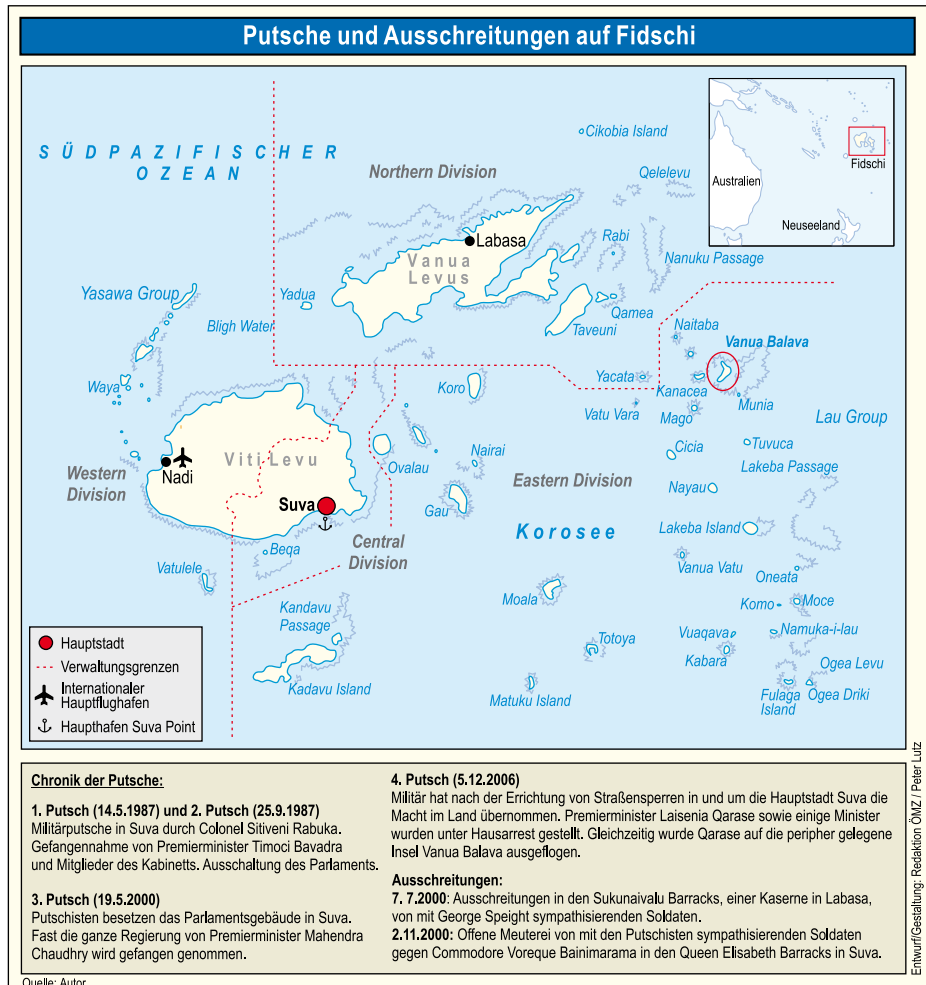 Putsche und Ausschreitungen auf Fidschi
SÜDPAZIFISCHER
OZEAN
Northern Division
Cikobia Island
Qelelevu
Labasa
Vanua
Levus
Rabi
Nanuku Passage
Yasawa Group
Yadua
Bligh Water
Taveuni
Qamea
Naitaba
Vanua Balava
Waya
Koro
Yacata
Kanacea
Vatu Vara
Mago
Munia
Lau Group
Cicia
Tuvuca
Lakeba Passage
Western
Division
Nadi
Viti Levu
Ovalau
Nairai
Eastern Division
Nayau
Suva
Gau
Korosee
Lakeba Island
Central
Division
Beqa
Vatulele
Vanua Vatu
Oneata
Kandavu
Passage
Moala
Komo
Moce
Vuaqava
Namuka-i-lau
Totoya
Kabara
Ogea Levu
Kadavu Island
Matuku Island
Fulaga
Island
Ogea Driki
Australien
Fidschi
Neuseeland
Hauptstadt
Verwaltungsgrenzen
Internationaler
Hauptflughafen
Haupthafen Suva Point
Chronik der Putsche:
1. Putsch (14.5.1987) und 2. Putsch (25.9.1987)
Militärputsche in Suva durch Colonel Sitiveni Rabuka.
Gefangennahme von Premierminister Timoci Bavadra
und Mitglieder des Kabinetts. Ausschaltung des Parlaments.
3. Putsch (19.5.2000)
Putschisten besetzen das Parlamentsgebäude in Suva.
Fast die ganze Regierung von Premierminister Mahendra
Chaudhry wird gefangen genommen.
4. Putsch (5.12.2006)
Militär hat nach der Errichtung von Straßensperren in und um die Hauptstadt Suva die
Macht im Land übernommen. Premierminister Laisenia Qarase sowie einige Minister
wurden unter Hausarrest gestellt. Gleichzeitig wurde Qarase auf die peripher gelegene
Insel Vanua Balava ausgeflogen.
Ausschreitungen:
7. 7.2000: Ausschreitungen in den Sukunaivalu Barracks, einer Kaserne in Labasa,
von mit George Speight sympathisierenden Soldaten.
2.11.2000: Offene Meuterei von mit den Putschisten sympathisierenden Soldaten
gegen Commodore Voreque Bainimarama in den Queen Elisabeth Barracks in Suva.
Entwurf/Gestaltung: Redaktion ÖMZ / Peter Lutz
Quelle: Autor